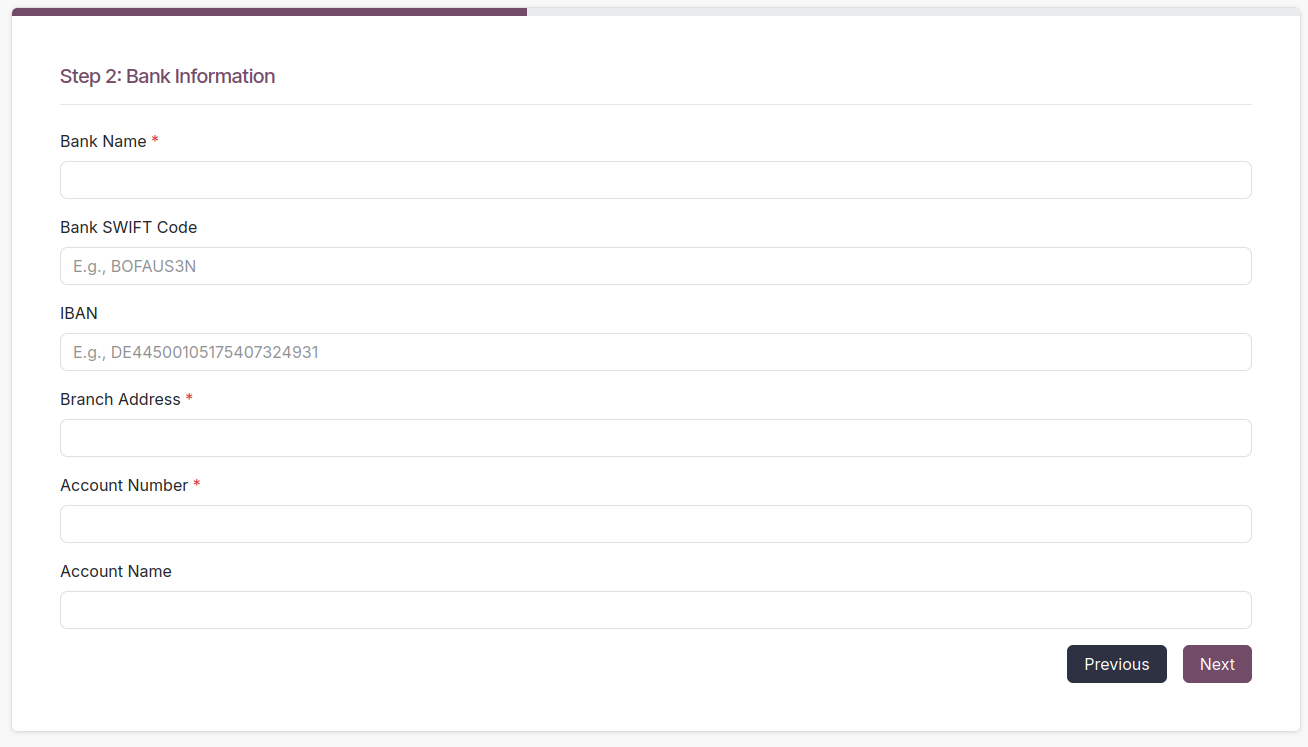 Step 2: Bank Information
Bank Name *
Bank SWIFT Code
E.g., BOFAUS3N
IBAN
E.g., DE44500105175407324931
Branch Address *
Account Number *
Account Name
Previous Next